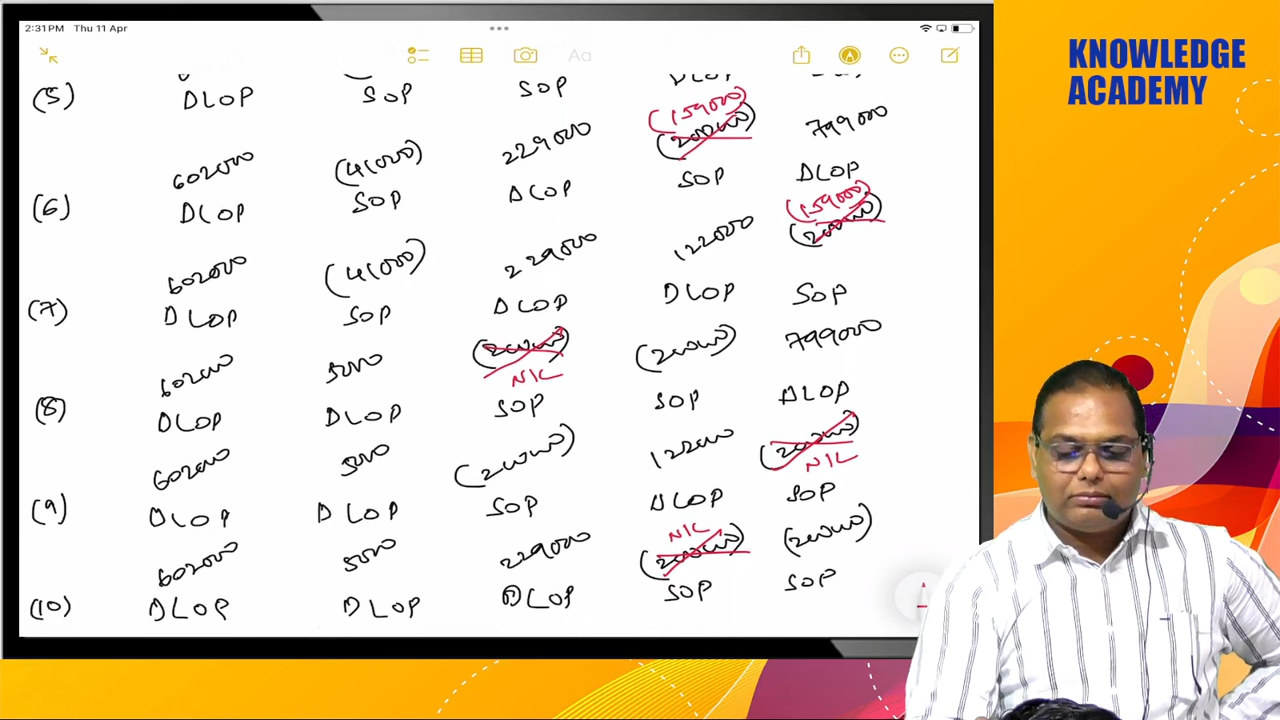 2:31 PM Thu 11 Apr
KNOWLEDGE
ACADEMY
Aa
(5) DLOP SOP SOP DLOP
(159000)
602000 (41000) 229000 (200000) 799000
(6) DLOP SOP DLOP SOP DLOP
(159000)
602000 (41000) 229000 122000 (200000)
(7) DLOP SOP DLOP DLOP SOP
602000 5000 (200000) (200000) 799000
NIL
(8) DLOP DLOP SOP SOP DLOP
602000 5000 (200000) 122000 (200000)
NIL
(9) DLOP DLOP SOP DLOP SOP
NIL
602000 5000 229000 (200000) (200000)
(10) DLOP DLOP DLOP SOP SOP